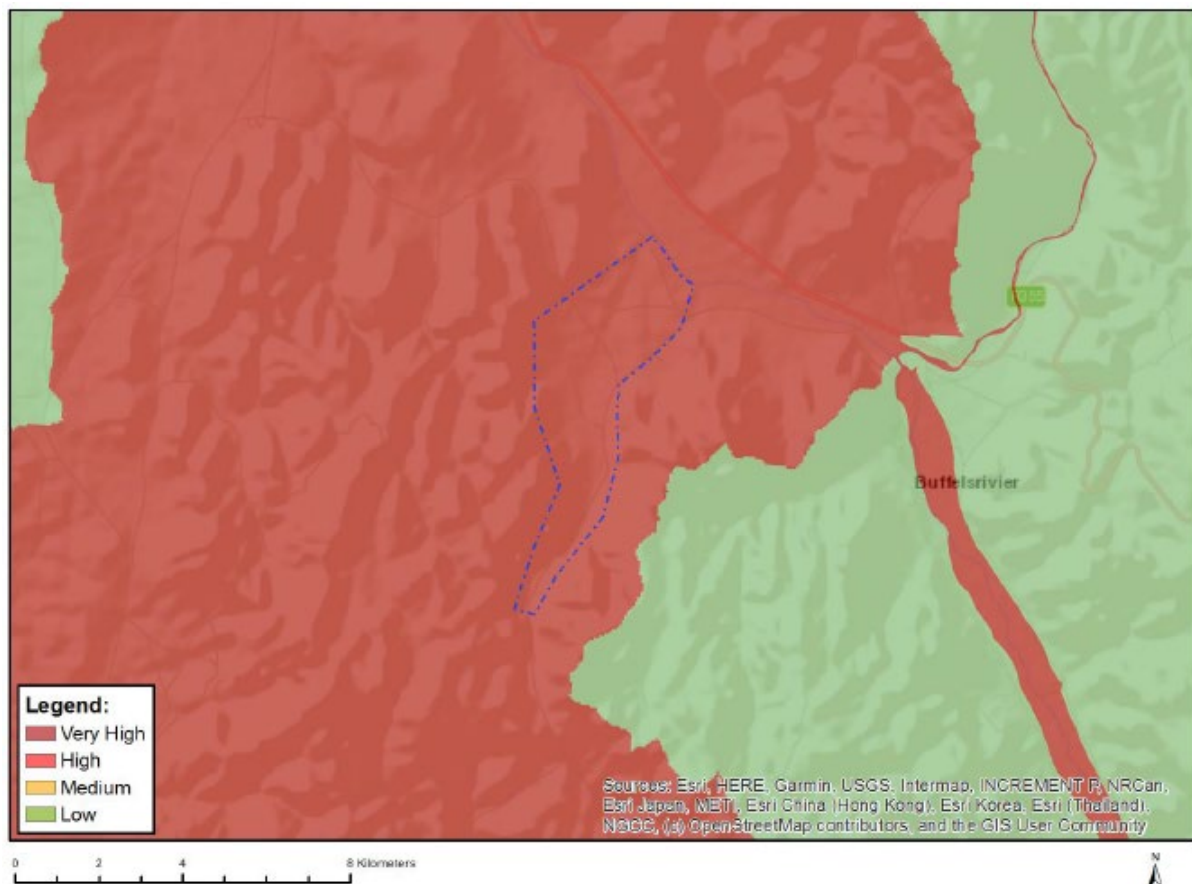 Buffelsrivier
Legend:
Very High
High
Medium
Low
Sources: Esri, HERE, Garmin, USGS, Intermap, INCREMENT P, NRCan,
Esri Japan, METI, Esri China (Hong Kong), Esri Korea, Esri (Thailand),
NGCC, (c) OpenStreetMap contributors, and the GIS User Community
0 2 4 8 Kilometers
N